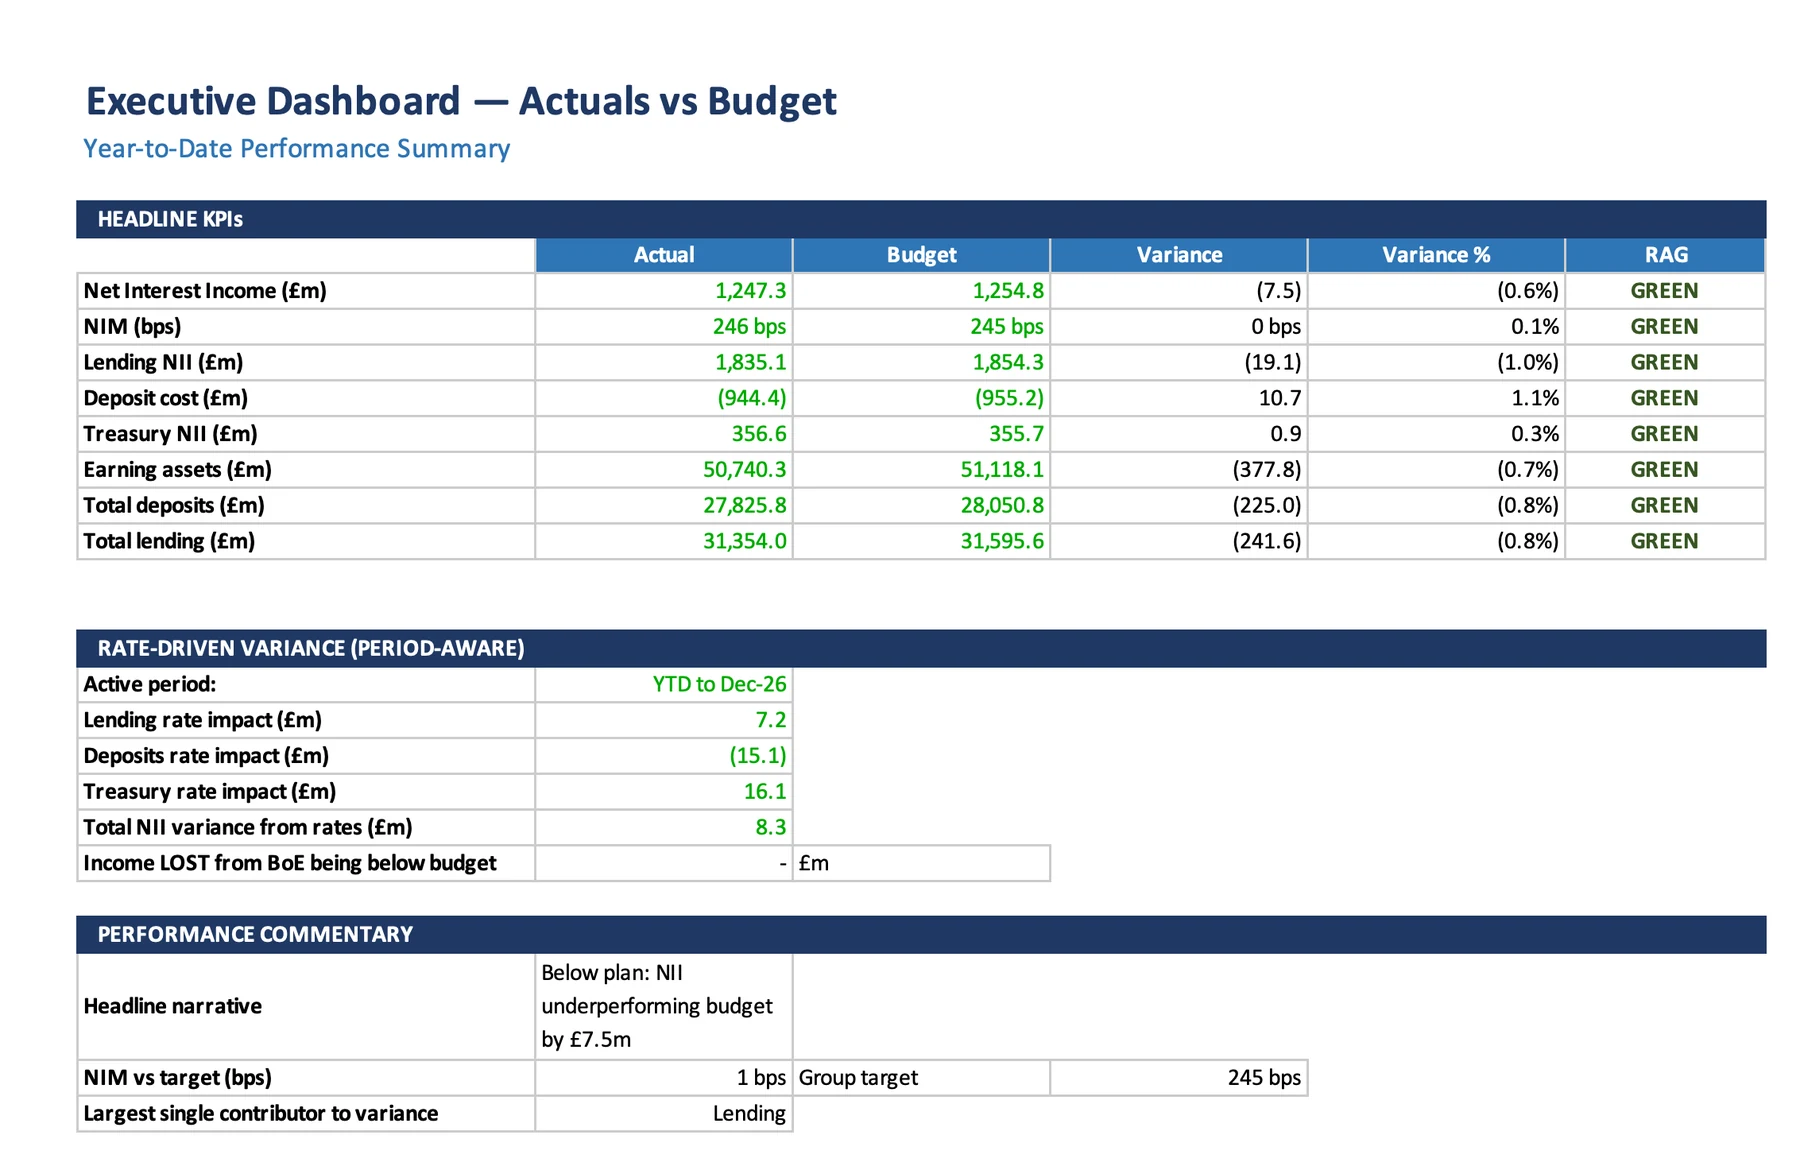 Executive Dashboard — Actuals vs Budget
Year-to-Date Performance Summary
HEADLINE KPIs
Actual Budget Variance Variance % RAG
Net Interest Income (£m) 1,247.3 1,254.8 (7.5) (0.6%) GREEN
NIM (bps) 246 bps 245 bps 0 bps 0.1% GREEN
Lending NII (£m) 1,835.1 1,854.3 (19.1) (1.0%) GREEN
Deposit cost (£m) (944.4) (955.2) 10.7 1.1% GREEN
Treasury NII (£m) 356.6 355.7 0.9 0.3% GREEN
Earning assets (£m) 50,740.3 51,118.1 (377.8) (0.7%) GREEN
Total deposits (£m) 27,825.8 28,050.8 (225.0) (0.8%) GREEN
Total lending (£m) 31,354.0 31,595.6 (241.6) (0.8%) GREEN
RATE-DRIVEN VARIANCE (PERIOD-AWARE)
Active period: YTD to Dec-26
Lending rate impact (£m) 7.2
Deposits rate impact (£m) (15.1)
Treasury rate impact (£m) 16.1
Total NII variance from rates (£m) 8.3
Income LOST from BoE being below budget - £m
PERFORMANCE COMMENTARY
Headline narrative
Below plan: NII
underperforming budget
by £7.5m
NIM vs target (bps) 1 bps Group target 245 bps
Largest single contributor to variance Lending